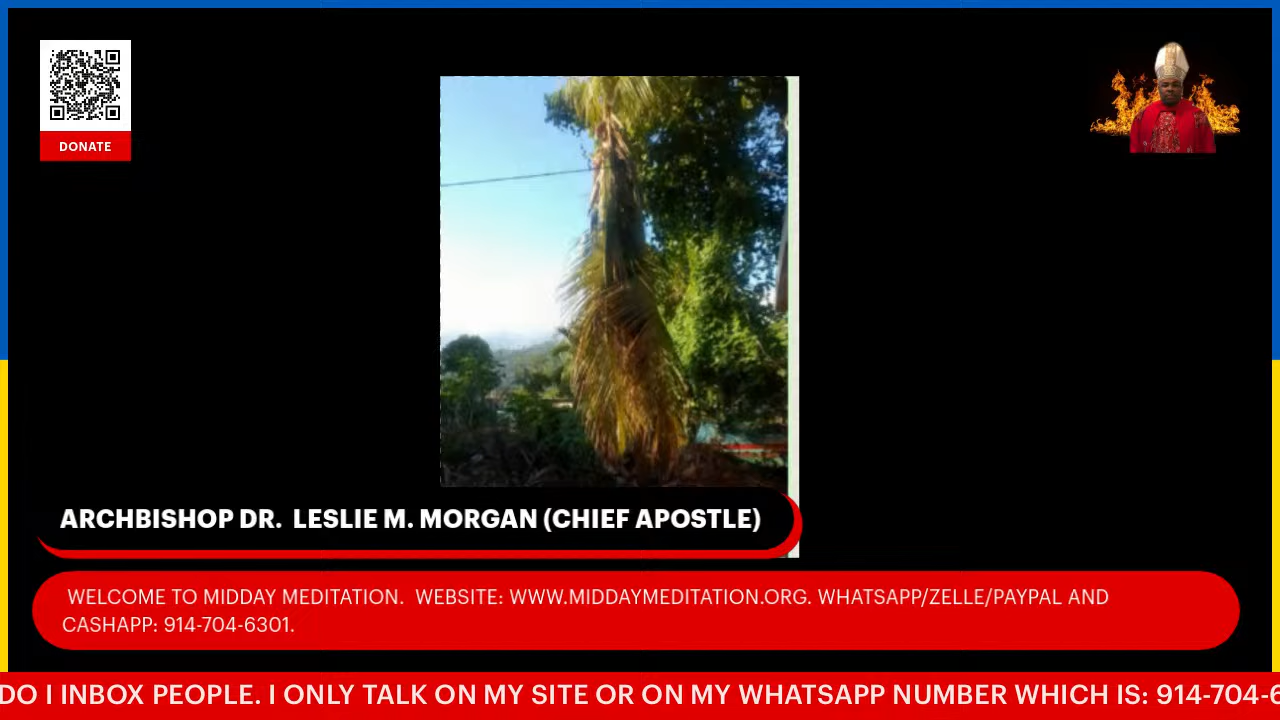 DONATE
ARCHBISHOP DR.  LESLIE M. MORGAN (CHIEF APOSTLE)
WELCOME TO MIDDAY MEDITATION.  WEBSITE: WWW.MIDDAYMEDITATION.ORG. WHATSAPP/ZELLE/PAYPAL AND
CASHAPP: 914-704-6301.
DO I INBOX PEOPLE. I ONLY TALK ON MY SITE OR ON MY WHATSAPP NUMBER WHICH IS: 914-704-6